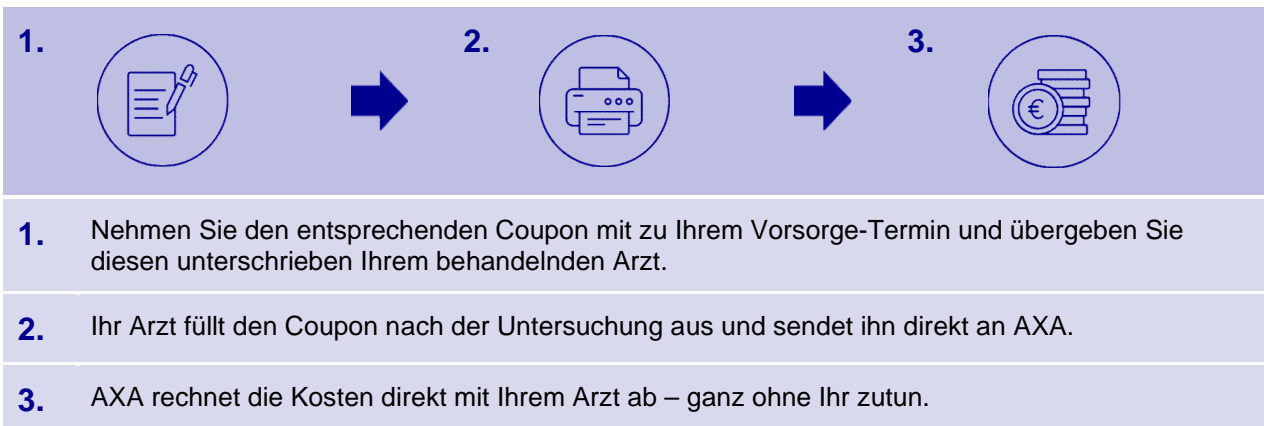 1.
2.
3.
€
1. Nehmen Sie den entsprechenden Coupon mit zu Ihrem Vorsorge-Termin und übergeben Sie
diesen unterschrieben Ihrem behandelnden Arzt.
2. Ihr Arzt füllt den Coupon nach der Untersuchung aus und sendet ihn direkt an AXA.
3. AXA rechnet die Kosten direkt mit Ihrem Arzt ab – ganz ohne Ihr zutun.